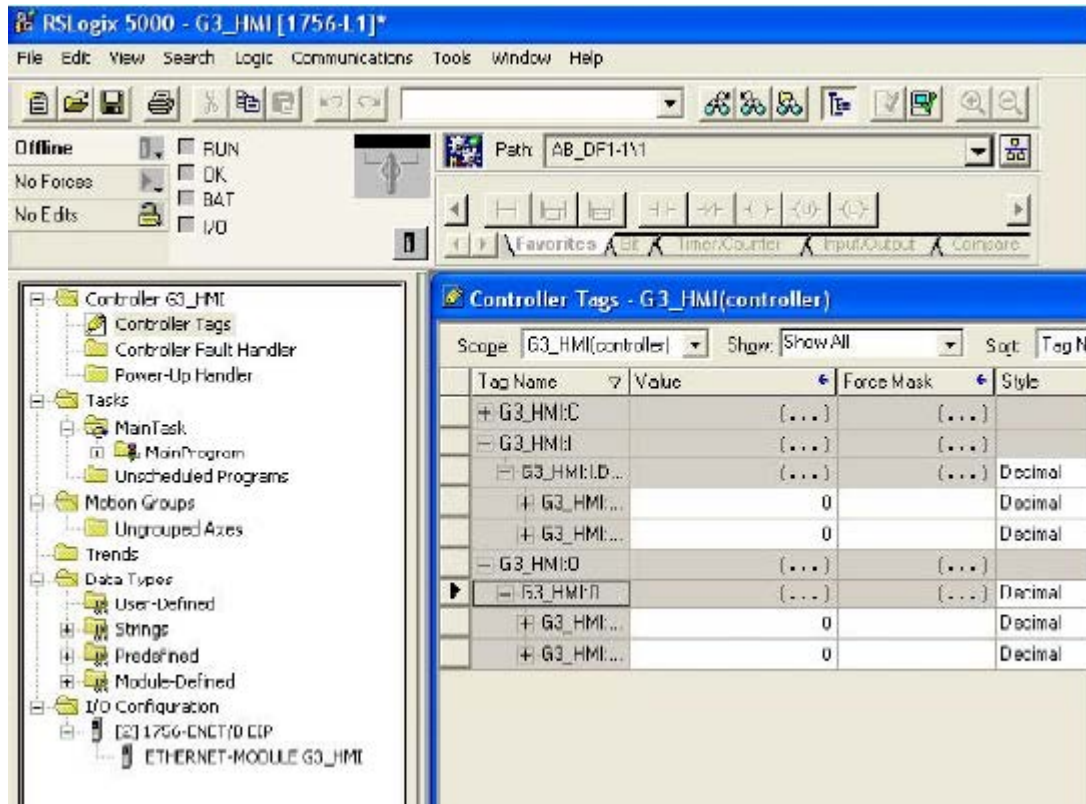 RSLogix 5000 - G3_HMI [1756-L1]*
File Edit View Search Logic Communications Tools Window Help
Offline RUN Path: AB_DF1-1\1
No Forces OK
No Edits BAT
I/O
Favorites Bit Timer/Counter Input/Output Compare
Controller G3_HMI
Controller Tags
Controller Fault Handler
Power-Up Handler
Tasks
MainTask
MainProgram
Unscheduled Programs
Motion Groups
Ungrouped Axes
Trends
Data Types
User-Defined
Strings
Predefined
Module-Defined
I/O Configuration
[2] 1756-ENET/B EIP
ETHERNET-MODULE G3_HMI
Controller Tags - G3_HMI(controller)
Scope: G3_HMI(controller) Show: Show All Sort: Tag N
Tag Name Value Force Mask Style
G3_HMI:C {...} {...}
G3_HMI:I {...} {...}
G3_HMI:I.D... {...} {...} Decimal
G3_HMI:... 0 Decimal
G3_HMI:... 0 Decimal
G3_HMI:O {...} {...}
{...} {...} Decimal
G3_HMI:... 0 Decimal
G3_HMI:... 0 Decimal